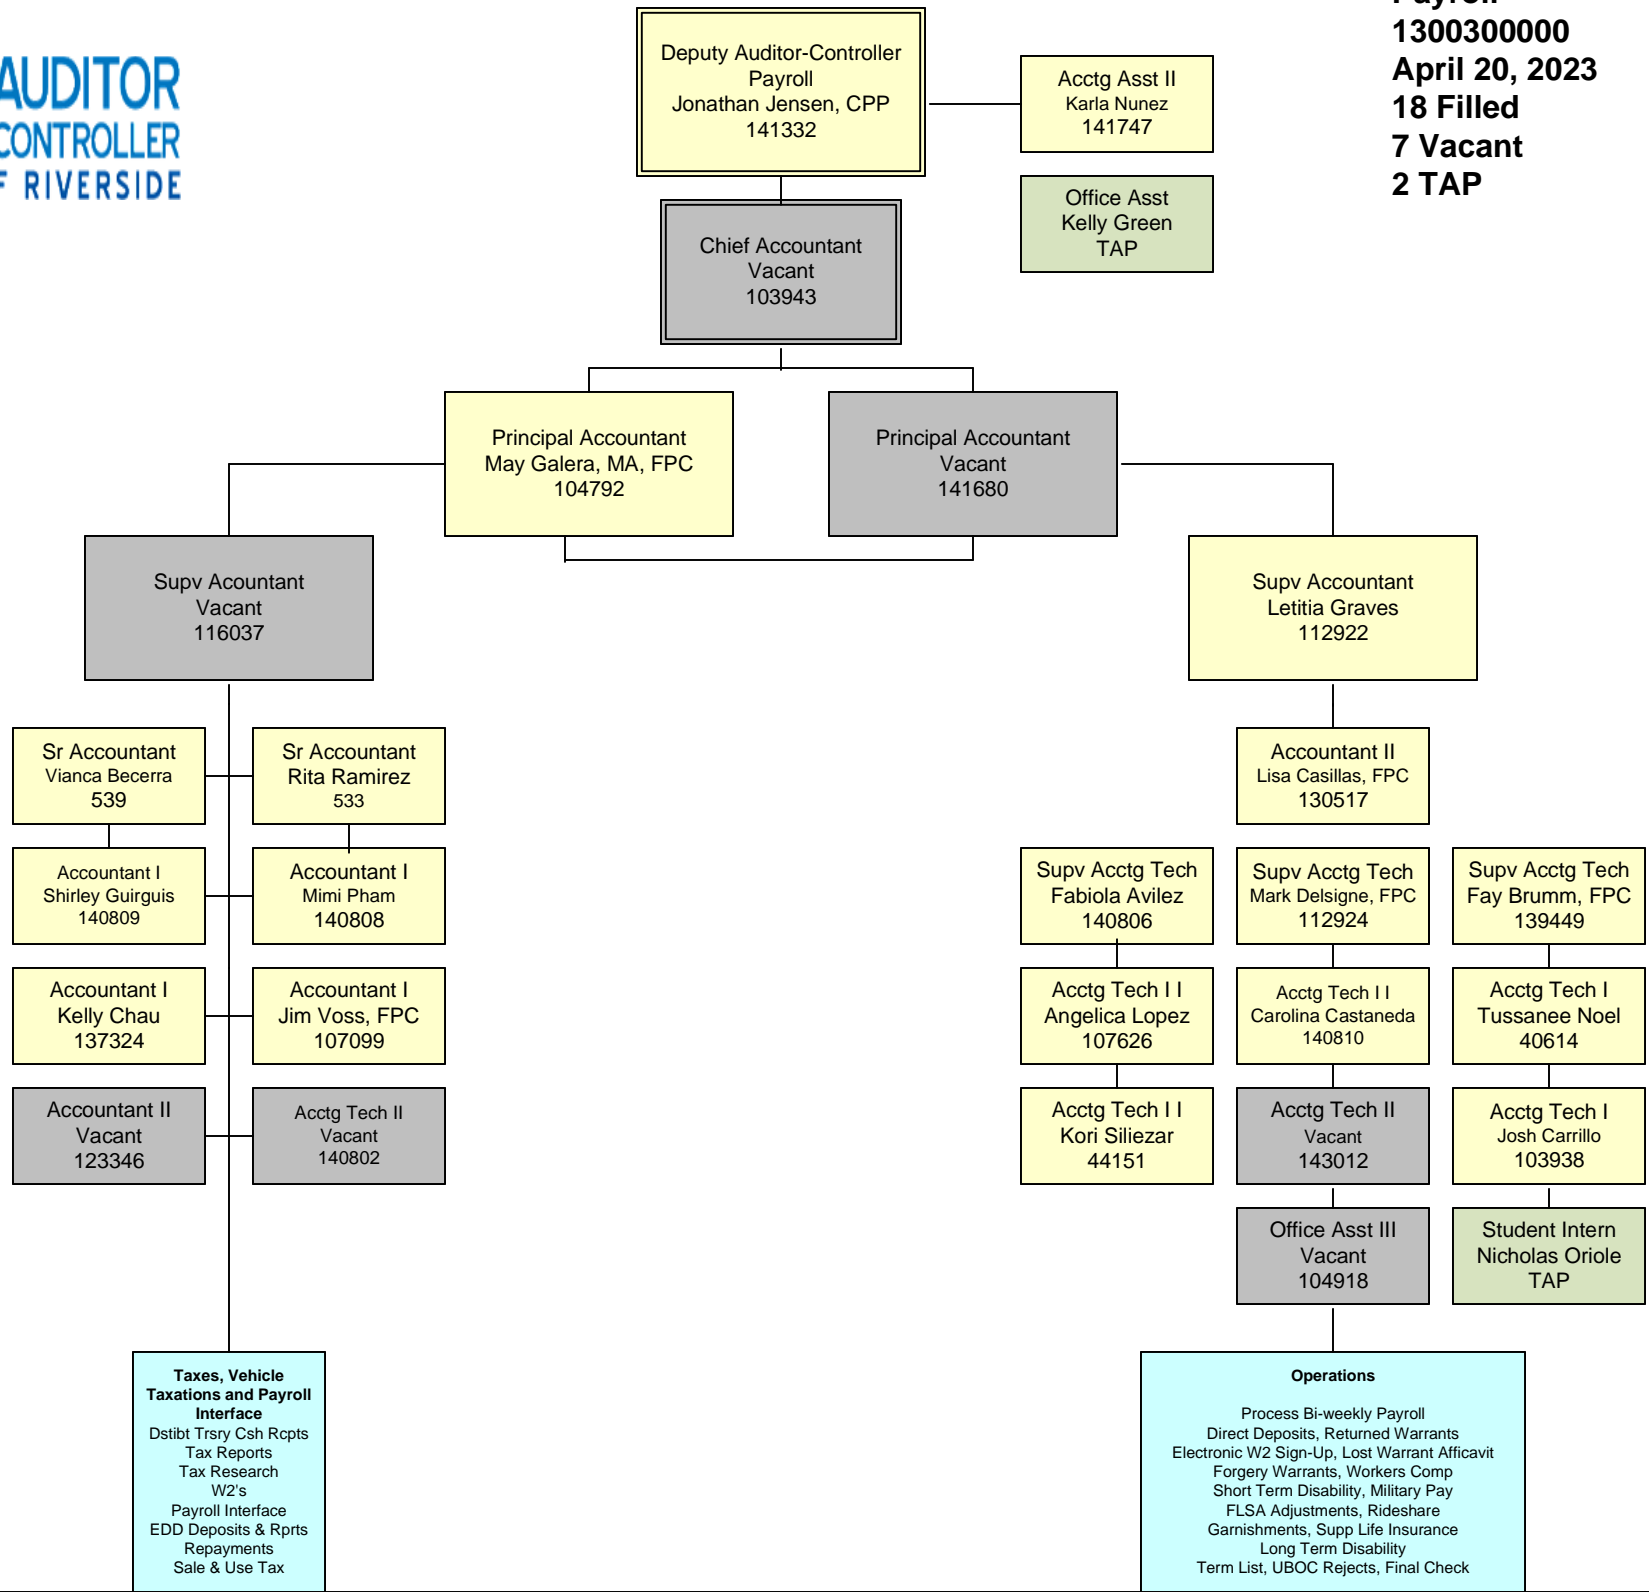 AUDITOR
CONTROLLER
F RIVERSIDE
Payroll
1300300000
April 20, 2023
18 Filled
7 Vacant
2 TAP
Deputy Auditor-Controller
Payroll
Jonathan Jensen, CPP
141332
Acctg Asst II
Karla Nunez
141747
Office Asst
Kelly Green
TAP
Chief Accountant
Vacant
103943
Principal Accountant
May Galera, MA, FPC
104792
Principal Accountant
Vacant
141680
Supv Acountant
Vacant
116037
Supv Accountant
Letitia Graves
112922
Sr Accountant
Vianca Becerra
539
Sr Accountant
Rita Ramirez
533
Accountant II
Lisa Casillas, FPC
130517
Accountant I
Shirley Guirguis
140809
Accountant I
Mimi Pham
140808
Supv Acctg Tech
Fabiola Avilez
140806
Supv Acctg Tech
Mark Delsigne, FPC
112924
Supv Acctg Tech
Fay Brumm, FPC
139449
Accountant I
Kelly Chau
137324
Accountant I
Jim Voss, FPC
107099
Acctg Tech I I
Angelica Lopez
107626
Acctg Tech I I
Carolina Castaneda
140810
Acctg Tech I
Tussanee Noel
40614
Accountant II
Vacant
123346
Acctg Tech II
Vacant
140802
Acctg Tech I I
Kori Siliezar
44151
Acctg Tech II
Vacant
143012
Acctg Tech I
Josh Carrillo
103938
Office Asst III
Vacant
104918
Student Intern
Nicholas Oriole
TAP
Taxes, Vehicle
Taxations and Payroll
Interface
Dstibt Trsry Csh Rcpts
Tax Reports
Tax Research
W2's
Payroll Interface
EDD Deposits & Rprts
Repayments
Sale & Use Tax
Operations
Process Bi-weekly Payroll
Direct Deposits, Returned Warrants
Electronic W2 Sign-Up, Lost Warrant Afficavit
Forgery Warrants, Workers Comp
Short Term Disability, Military Pay
FLSA Adjustments, Rideshare
Garnishments, Supp Life Insurance
Long Term Disability
Term List, UBOC Rejects, Final Check